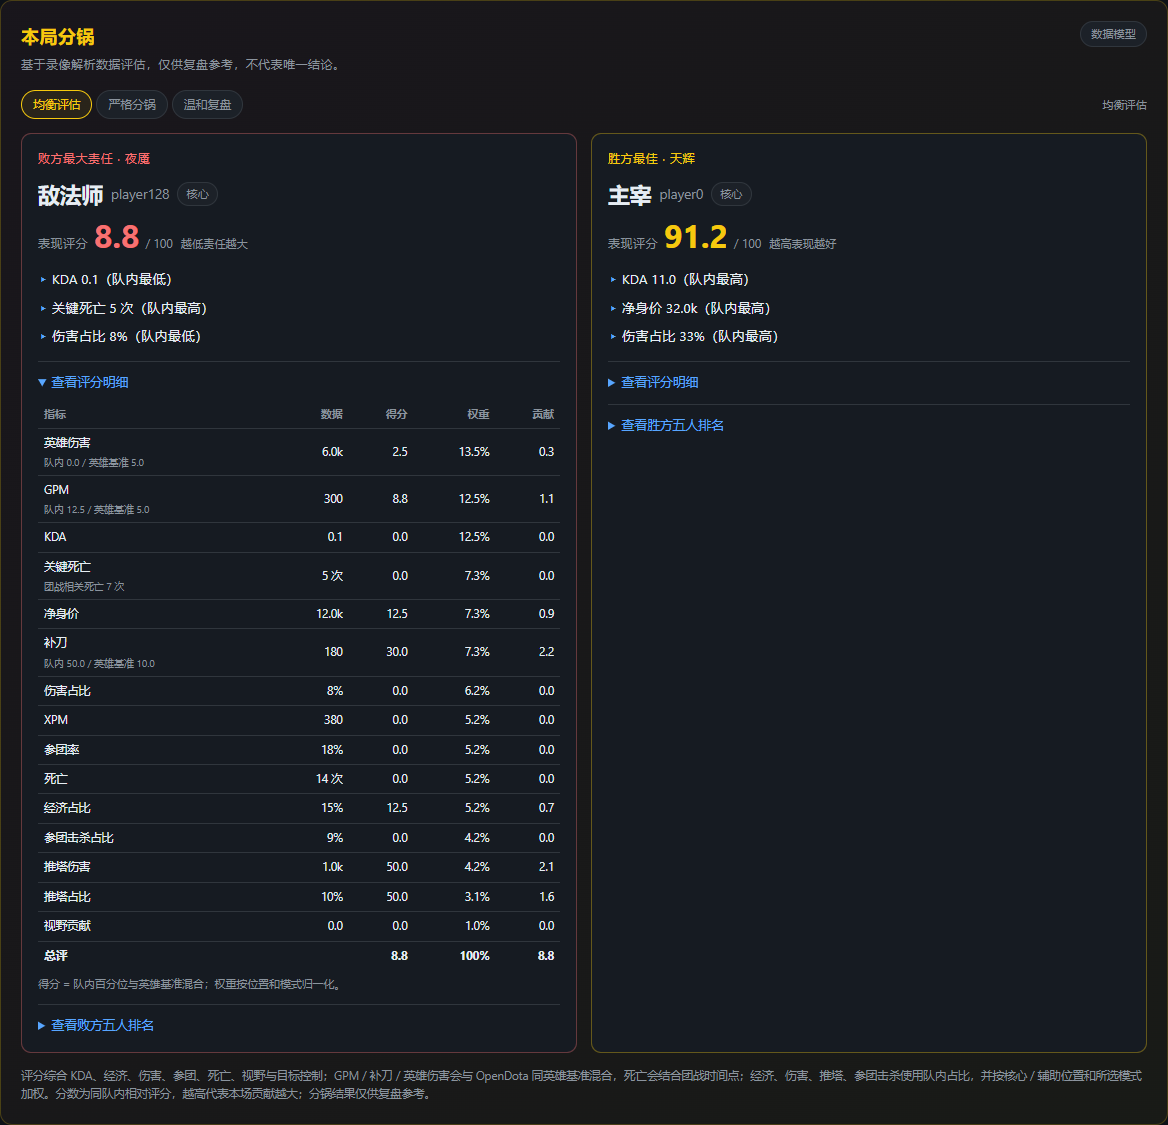 本局分锅
数据模型
基于录像解析数据评估，仅供复盘参考，不代表唯一结论。
均衡评估 严格分锅 温和复盘
均衡评估
败方最大责任 · 夜魇
敌法师 player128 核心
表现评分 8.8 / 100 越低责任越大
KDA 0.1（队内最低）
关键死亡 5 次（队内最高）
伤害占比 8%（队内最低）
查看评分明细
指标 数据 得分 权重 贡献
英雄伤害 6.0k 2.5 13.5% 0.3
队内 0.0 / 英雄基准 5.0
GPM 300 8.8 12.5% 1.1
队内 12.5 / 英雄基准 5.0
KDA 0.1 0.0 12.5% 0.0
关键死亡 5 次 0.0 7.3% 0.0
团战相关死亡 7 次
净身价 12.0k 12.5 7.3% 0.9
补刀 180 30.0 7.3% 2.2
队内 50.0 / 英雄基准 10.0
伤害占比 8% 0.0 6.2% 0.0
XPM 380 0.0 5.2% 0.0
参团率 18% 0.0 5.2% 0.0
死亡 14 次 0.0 5.2% 0.0
经济占比 15% 12.5 5.2% 0.7
参团击杀占比 9% 0.0 4.2% 0.0
推塔伤害 1.0k 50.0 4.2% 2.1
推塔占比 10% 50.0 3.1% 1.6
视野贡献 0.0 0.0 1.0% 0.0
总评 8.8 100% 8.8
得分 = 队内百分位与英雄基准混合；权重按位置和模式归一化。
查看败方五人排名
胜方最佳 · 天辉
主宰 player0 核心
表现评分 91.2 / 100 越高表现越好
KDA 11.0（队内最高）
净身价 32.0k（队内最高）
伤害占比 33%（队内最高）
查看评分明细
查看胜方五人排名
评分综合 KDA、经济、伤害、参团、死亡、视野与目标控制；GPM / 补刀 / 英雄伤害会与 OpenDota 同英雄基准混合，死亡会结合团战时间点；经济、伤害、推塔、参团击杀使用队内占比，并按核心 / 辅助位置和所选模式
加权。分数为同队内相对评分，越高代表本场贡献越大；分锅结果仅供复盘参考。